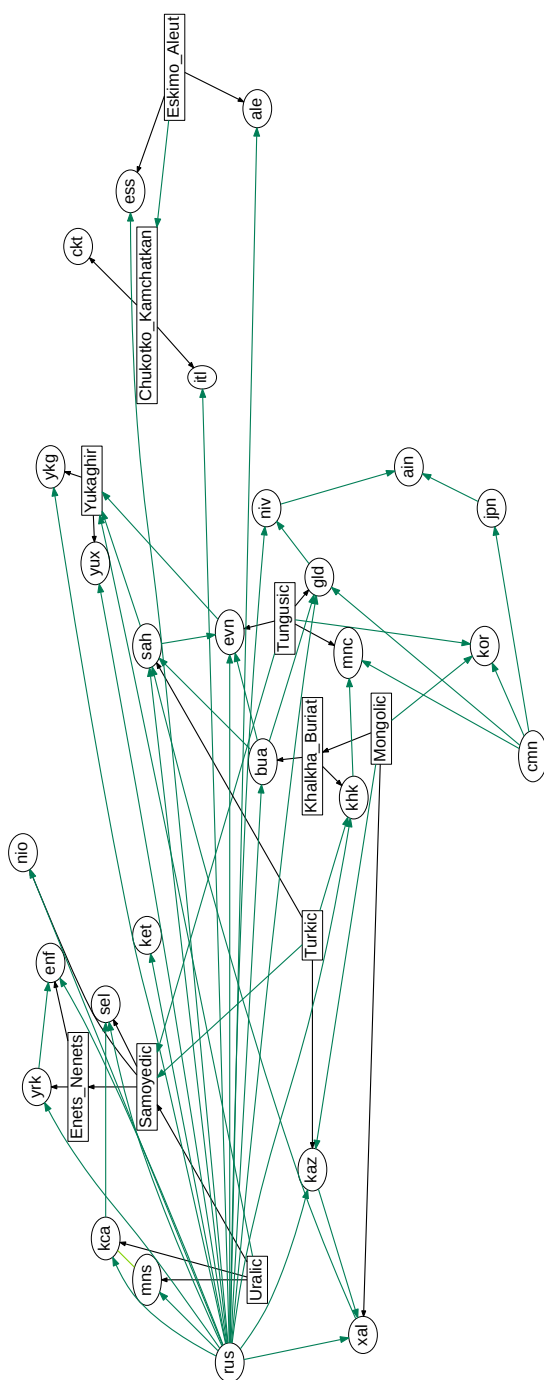 Eskimo_Aleut
ale
ess
ckt
Chukotko_Kamchatkan
itl
ykg
Yukaghir
yux
niv
ain
jpn
gld
sah
evn
Tungusic
mnc
kor
Khalkha_Buriat
bua
Mongolic
khk
cmn
nio
enf
ket
sel
Turkic
yrk
Enets_Nenets
Samoyedic
kaz
kca
mns
Uralic
rus
xal